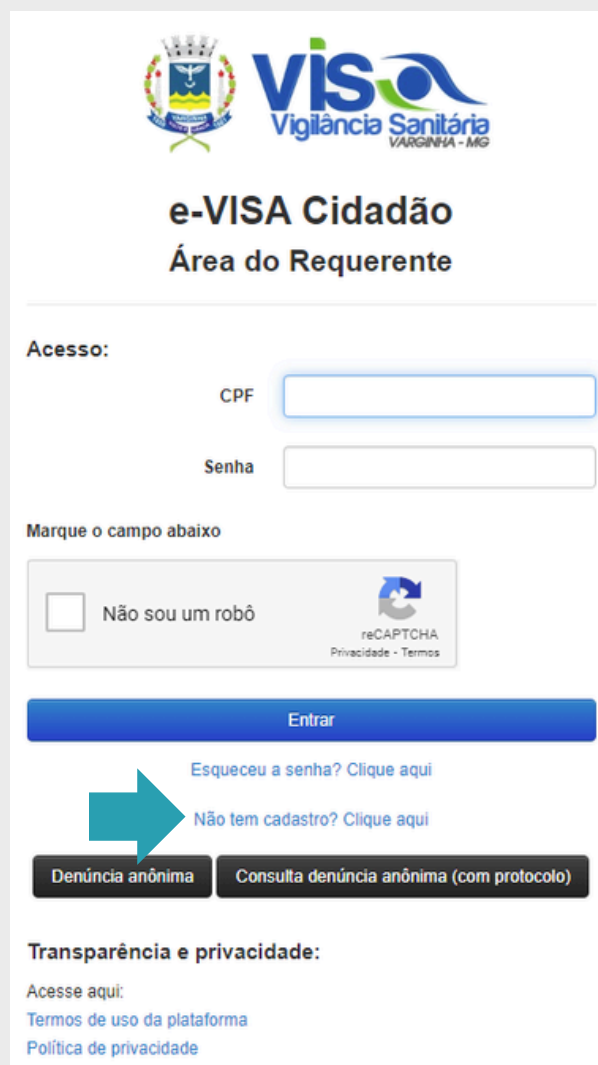 VISA
Vigilância Sanitária
VARGINHA - MG
e-VISA Cidadão
Área do Requerente
Acesso:
CPF
Senha
Marque o campo abaixo
Não sou um robô
reCAPTCHA
Privacidade - Termos
Entrar
Esqueceu a senha? Clique aqui
Não tem cadastro? Clique aqui
Denúncia anônima
Consulta denúncia anônima (com protocolo)
Transparência e privacidade:
Acesse aqui:
Termos de uso da plataforma
Política de privacidade